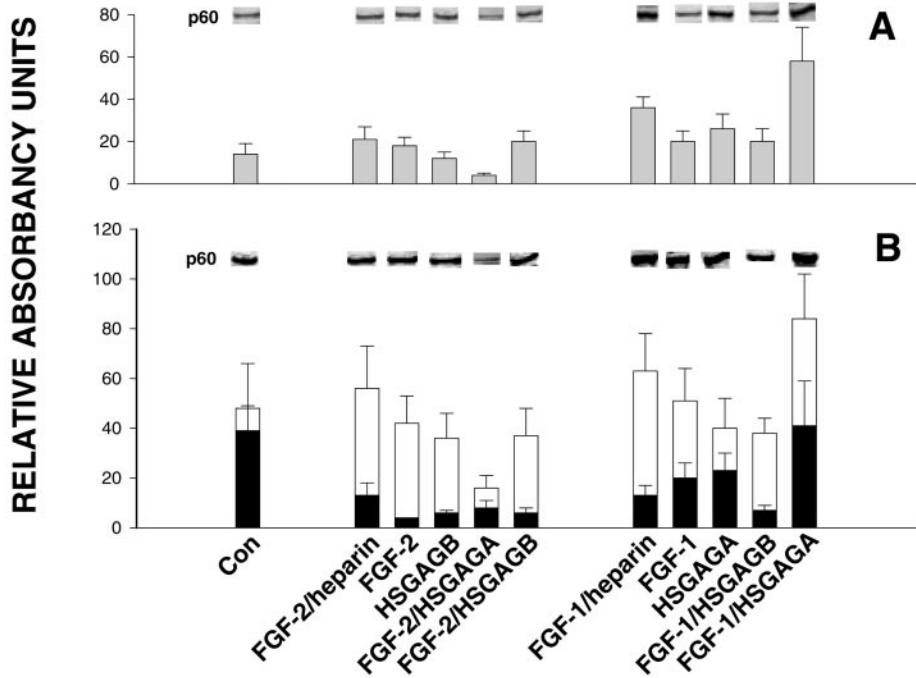 RELATIVE ABSORBANCY UNITS
A
p60
80
60
40
20
0
B
p60
120
100
80
60
40
20
0
Con
FGF-2/heparin
FGF-2
HSGAGB
FGF-2/HSGAGA
FGF-2/HSGAGB
FGF-1/heparin
FGF-1
HSGAGA
FGF-1/HSGAGB
FGF-1/HSGAGA